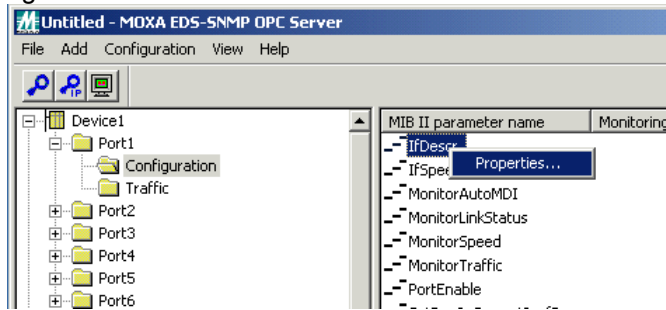 Untitled - MOXA EDS-SNMP OPC Server
File Add Configuration View Help
IP
Device1
Port1
Configuration
Traffic
Port2
Port3
Port4
Port5
Port6
MIB II parameter name Monitoring
IfDescr
Properties...
MonitorAutoMDI
MonitorLinkStatus
MonitorSpeed
MonitorTraffic
PortEnable